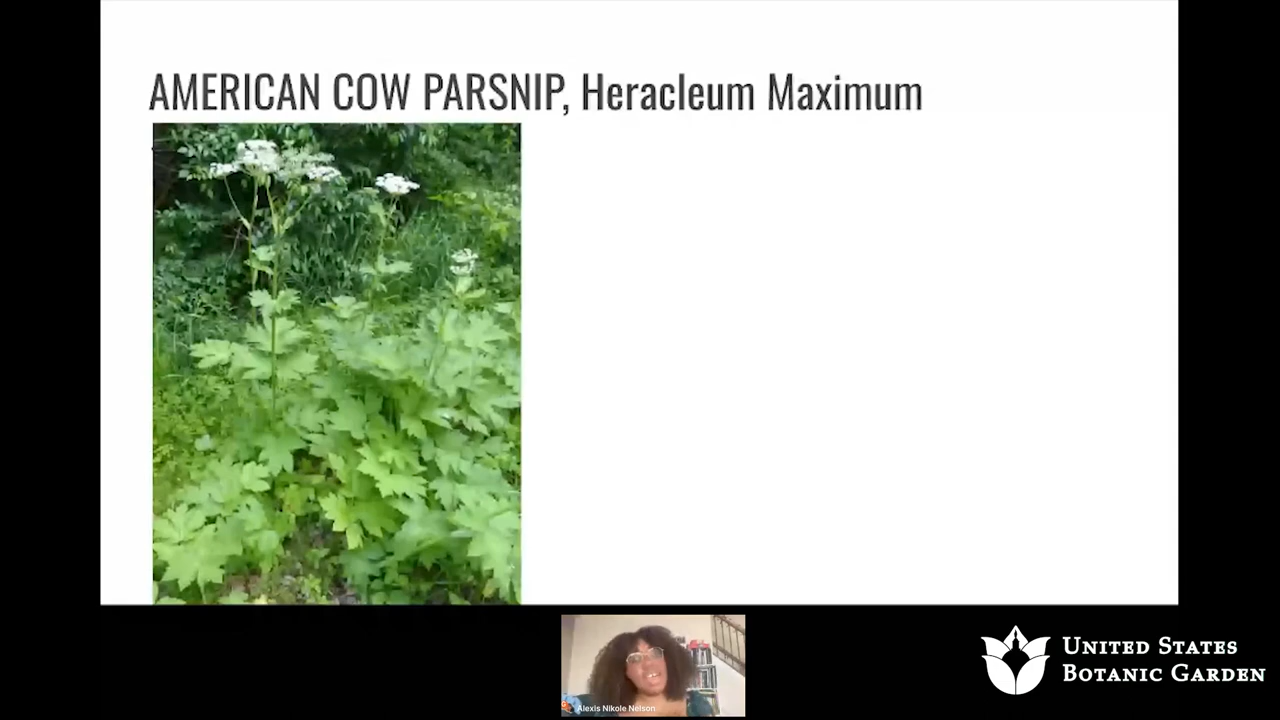 AMERICAN COW PARSNIP, Heracleum Maximum
Alexis Nikole Nelson
UNITED STATES
BOTANIC GARDEN